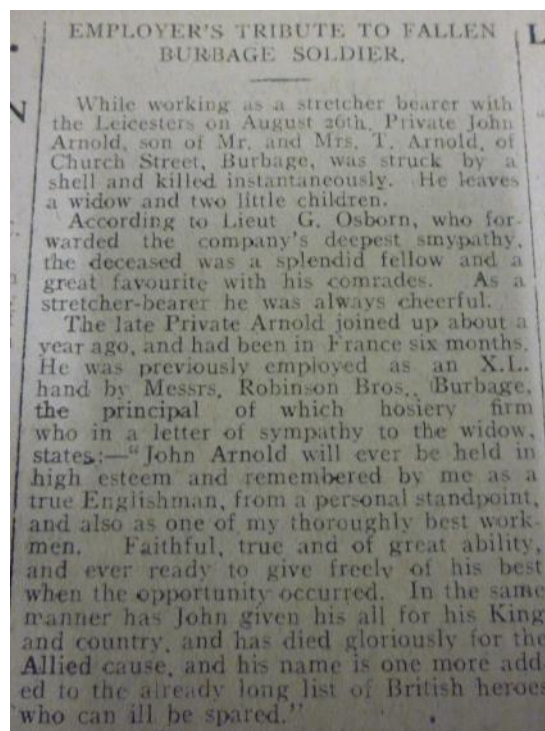 EMPLOYER'S TRIBUTE TO FALLEN
BURBAGE SOLDIER.
While working as a stretcher bearer with
the Leicesters on August 26th, Private John
Arnold, son of Mr. and Mrs. T. Arnold, of
Church Street, Burbage, was struck by a
shell and killed instantaneously. He leaves
a widow and two little children.
According to Lieut G. Osborn, who for-
warded the company's deepest smypathy,
the deceased was a splendid fellow and a
great favourite with his comrades. As a
stretcher-bearer he was always cheerful.
The late Private Arnold joined up about a
year ago, and had been in France six months.
He was previously employed as an X.L.
hand by Messrs. Robinson Bros., Burbage,
the principal of which hosiery firm
who in a letter of sympathy to the widow,
states:—"John Arnold will ever be held in
high esteem and remembered by me as a
true Englishman, from a personal standpoint,
and also as one of my thoroughly best work-
men. Faithful, true and of great ability,
and ever ready to give freely of his best
when the opportunity occurred. In the same
manner has John given his all for his King
and country, and has died gloriously for the
Allied cause, and his name is one more add-
ed to the already long list of British heroes
who can ill be spared."